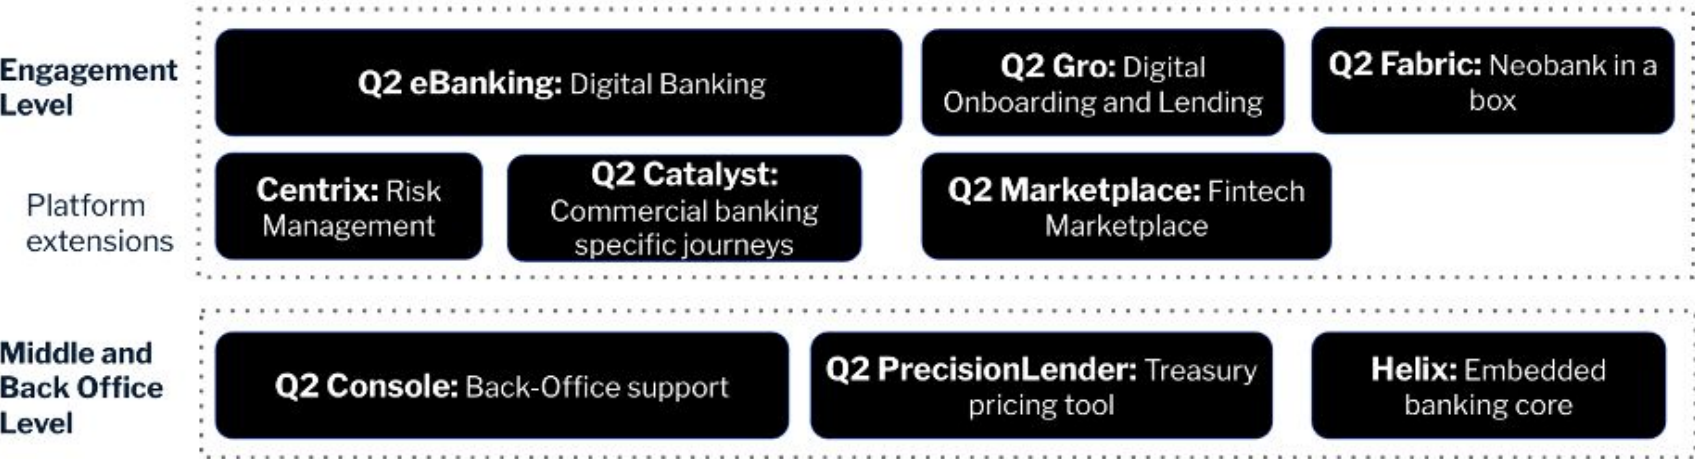 Engagement
Level
Q2 eBanking: Digital Banking
Q2 Gro: Digital
Onboarding and Lending
Q2 Fabric: Neobank in a
box
Platform
extensions
Centrix: Risk
Management
Q2 Catalyst:
Commercial banking
specific journeys
Q2 Marketplace: Fintech
Marketplace
Middle and
Back Office
Level
Q2 Console: Back-Office support
Q2 PrecisionLender: Treasury
pricing tool
Helix: Embedded
banking core